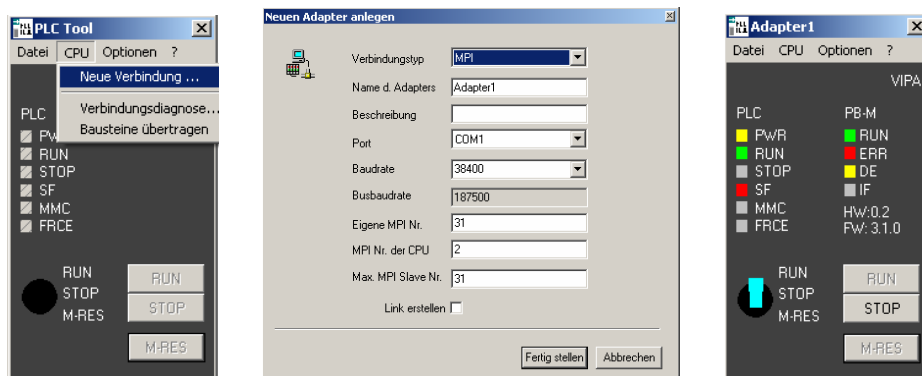 PLC Tool
Datei CPU Optionen ?
Neue Verbindung ...
Verbindungsdiagnose...
Bausteine übertragen
PLC
PWR
RUN
STOP
SF
MMC
FRCE
RUN
STOP
M-RES
RUN
STOP
M-RES
Neuen Adapter anlegen
Verbindungstyp MPI
Name d. Adapters Adapter1
Beschreibung
Port COM1
Baudrate 38400
Busbaudrate 187500
Eigene MPI Nr. 31
MPI Nr. der CPU 2
Max. MPI Slave Nr. 31
Link erstellen
Fertig stellen Abbrechen
Adapter1
Datei CPU Optionen ?
VIPA
PLC PB-M
PWR RUN
RUN ERR
STOP DE
SF IF
MMC HW:0.2
FRCE FW: 3.1.0
RUN
STOP
M-RES
RUN
STOP
M-RES